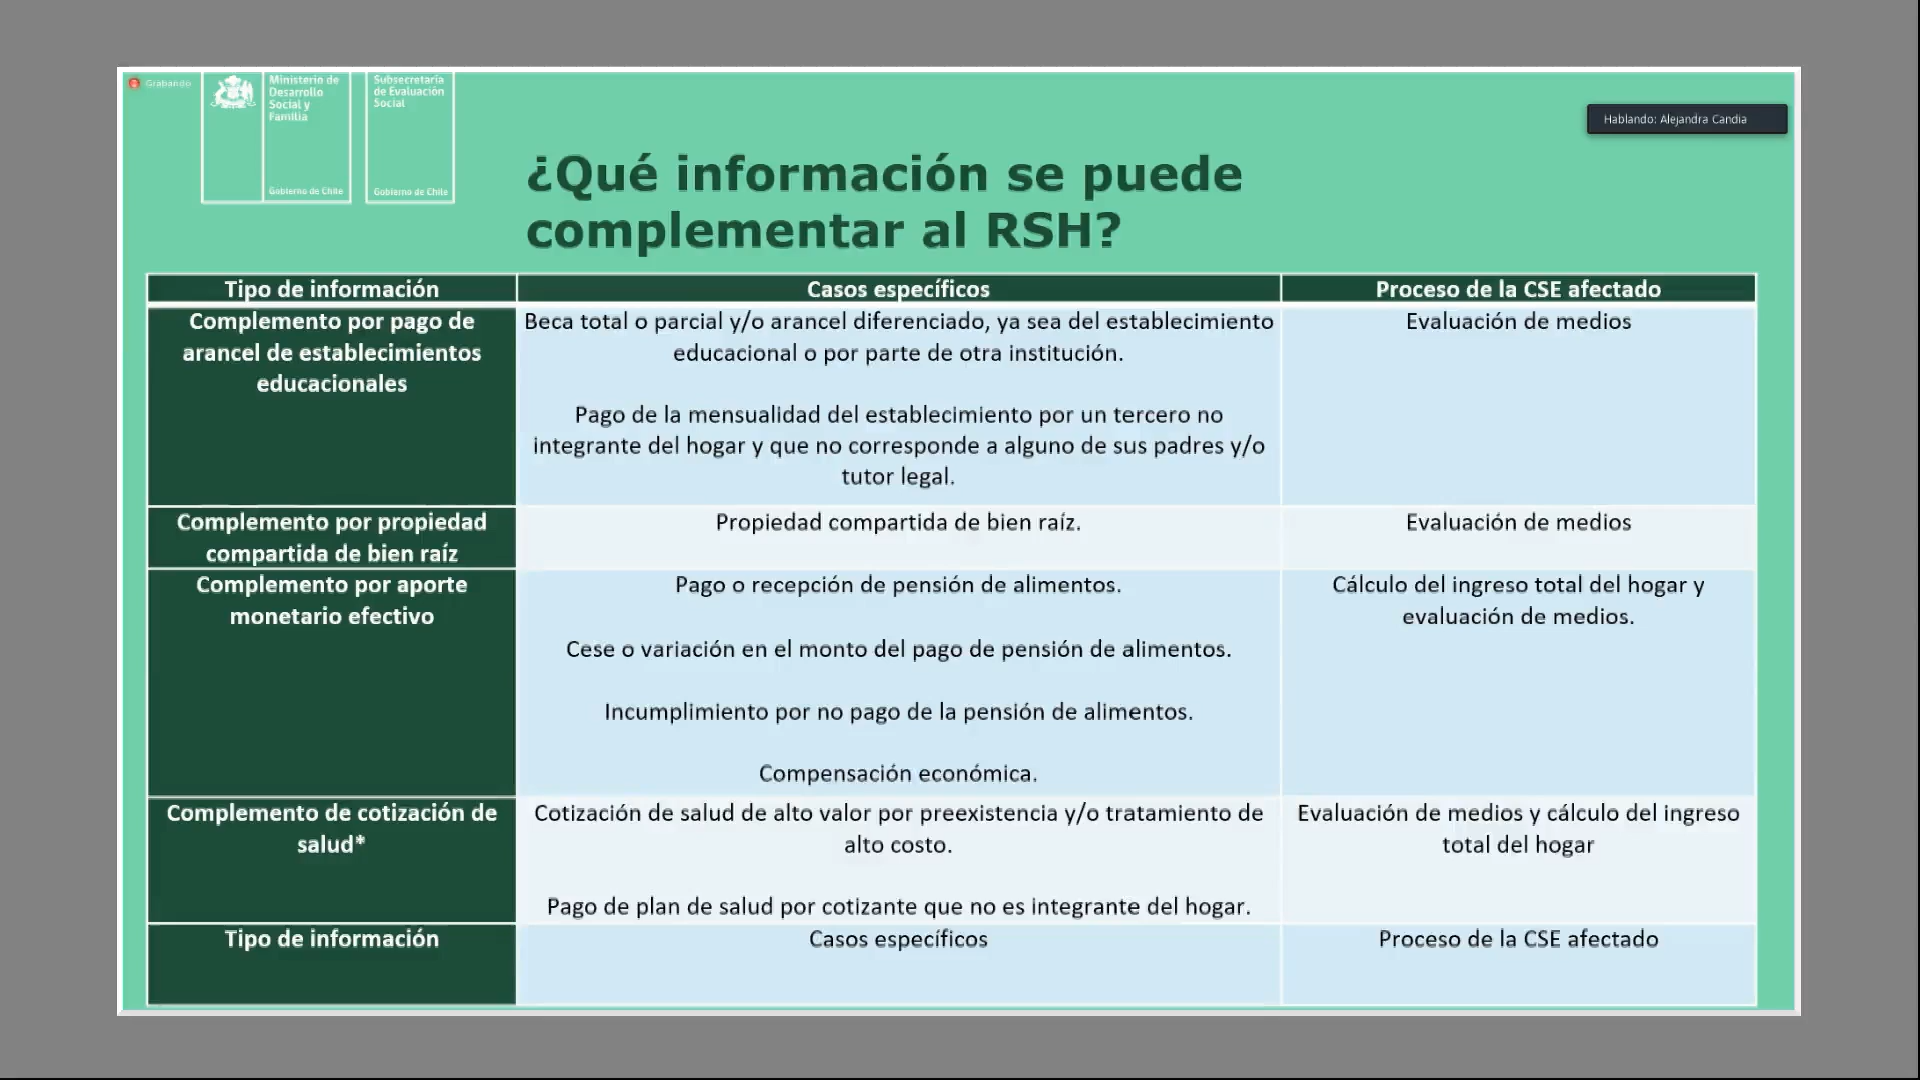 Grabando
Ministerio de
Desarrollo
Social y
Familia
Gobierno de Chile
Subsecretaría
de Evaluación
Social
Gobierno de Chile
Hablando: Alejandra Candia
¿Qué información se puede
complementar al RSH?
Tipo de información
Casos específicos
Proceso de la CSE afectado
Complemento por pago de
arancel de establecimientos
educacionales
Beca total o parcial y/o arancel diferenciado, ya sea del establecimiento
educacional o por parte de otra institución.
Pago de la mensualidad del establecimiento por un tercero no
integrante del hogar y que no corresponde a alguno de sus padres y/o
tutor legal.
Evaluación de medios
Complemento por propiedad
compartida de bien raíz
Propiedad compartida de bien raíz.
Evaluación de medios
Complemento por aporte
monetario efectivo
Pago o recepción de pensión de alimentos.
Cese o variación en el monto del pago de pensión de alimentos.
Incumplimiento por no pago de la pensión de alimentos.
Compensación económica.
Cálculo del ingreso total del hogar y
evaluación de medios.
Complemento de cotización de
salud*
Cotización de salud de alto valor por preexistencia y/o tratamiento de
alto costo.
Pago de plan de salud por cotizante que no es integrante del hogar.
Evaluación de medios y cálculo del ingreso
total del hogar
Tipo de información
Casos específicos
Proceso de la CSE afectado